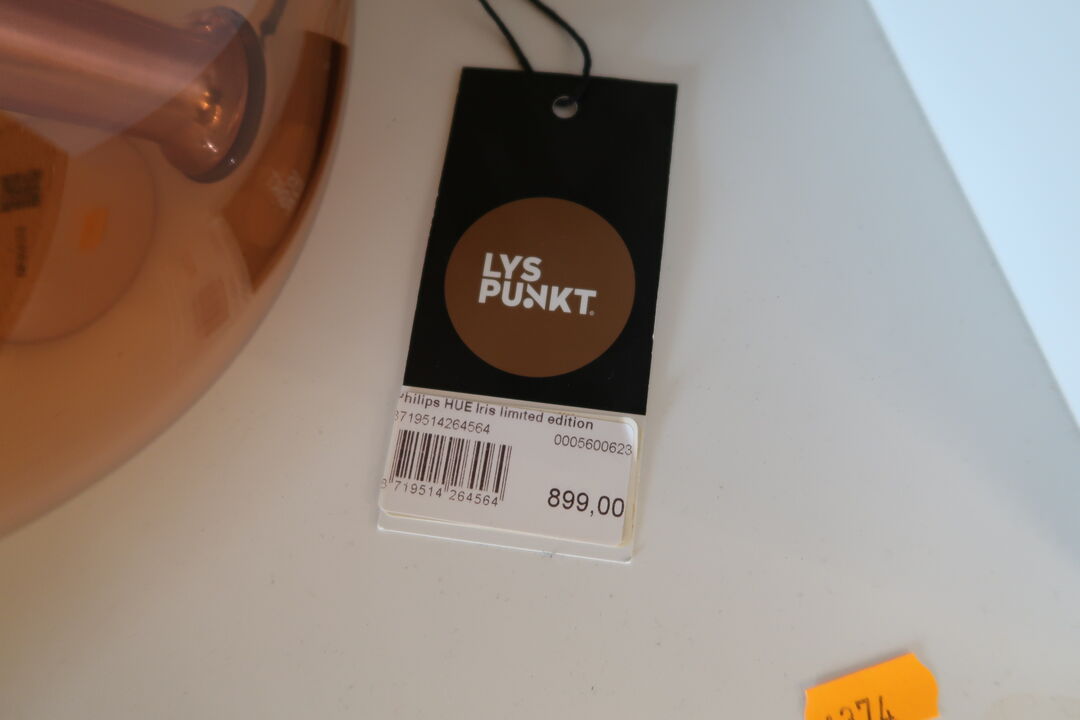 LYS
PUNKT
Philips HUE Iris limited edition
8719514264564
0005600623
8 719514 264564
899,00